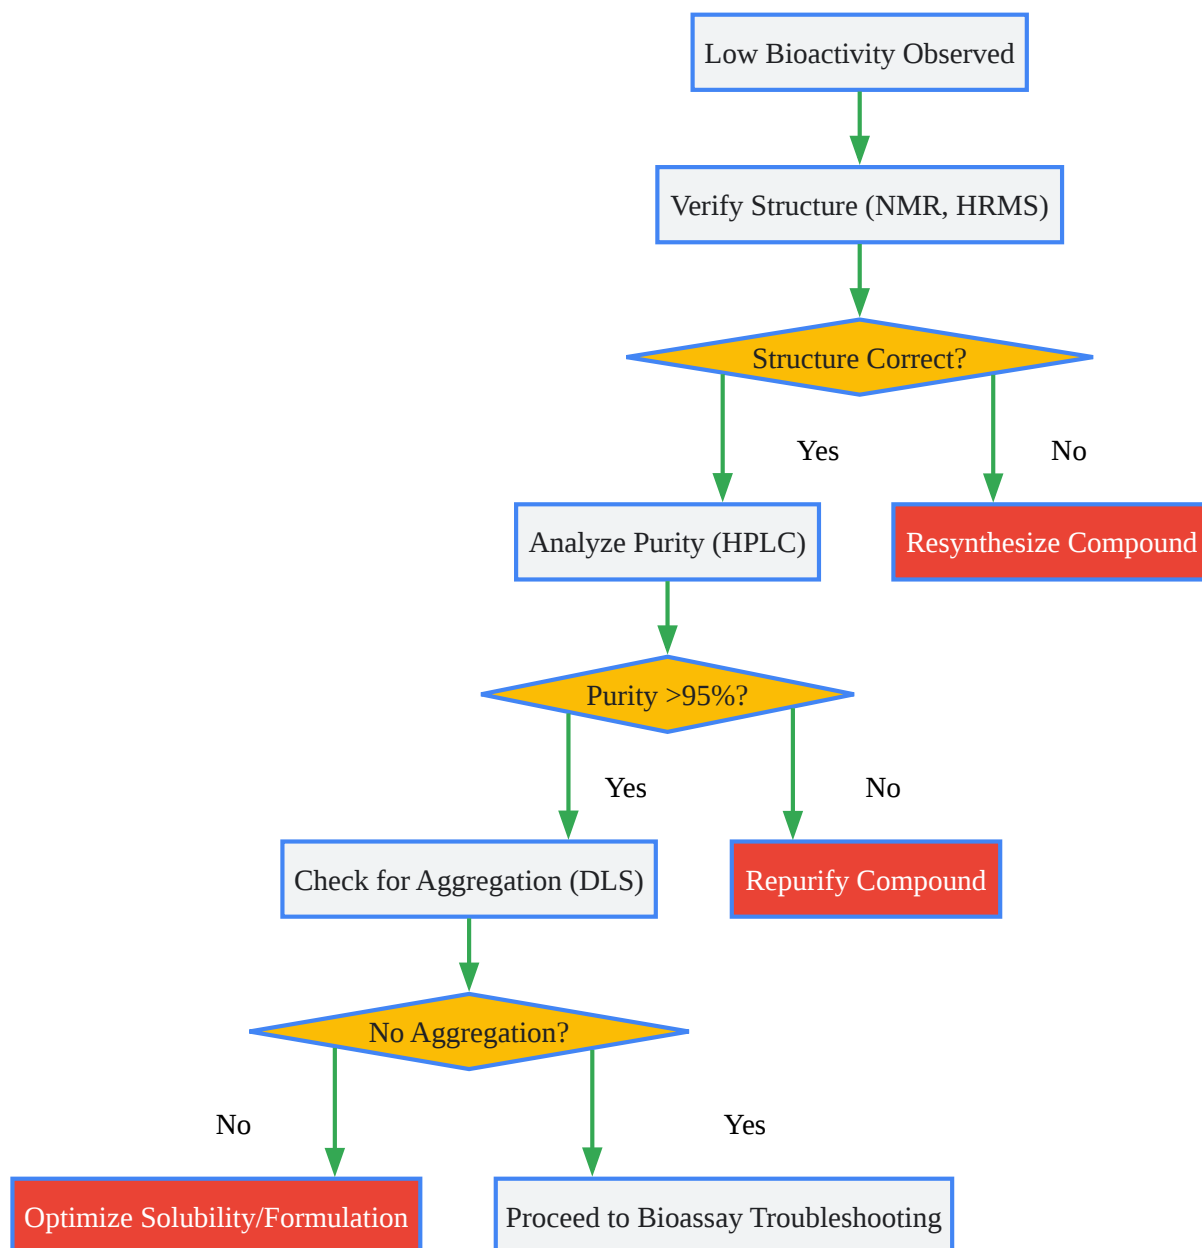 Low Bioactivity Observed
Verify Structure (NMR, HRMS)
Structure Correct?
Yes
No
Analyze Purity (HPLC)
Resynthesize Compound
Purity >95%?
Yes
No
Check for Aggregation (DLS)
Repurify Compound
No Aggregation?
No
Yes
Optimize Solubility/Formulation
Proceed to Bioassay Troubleshooting